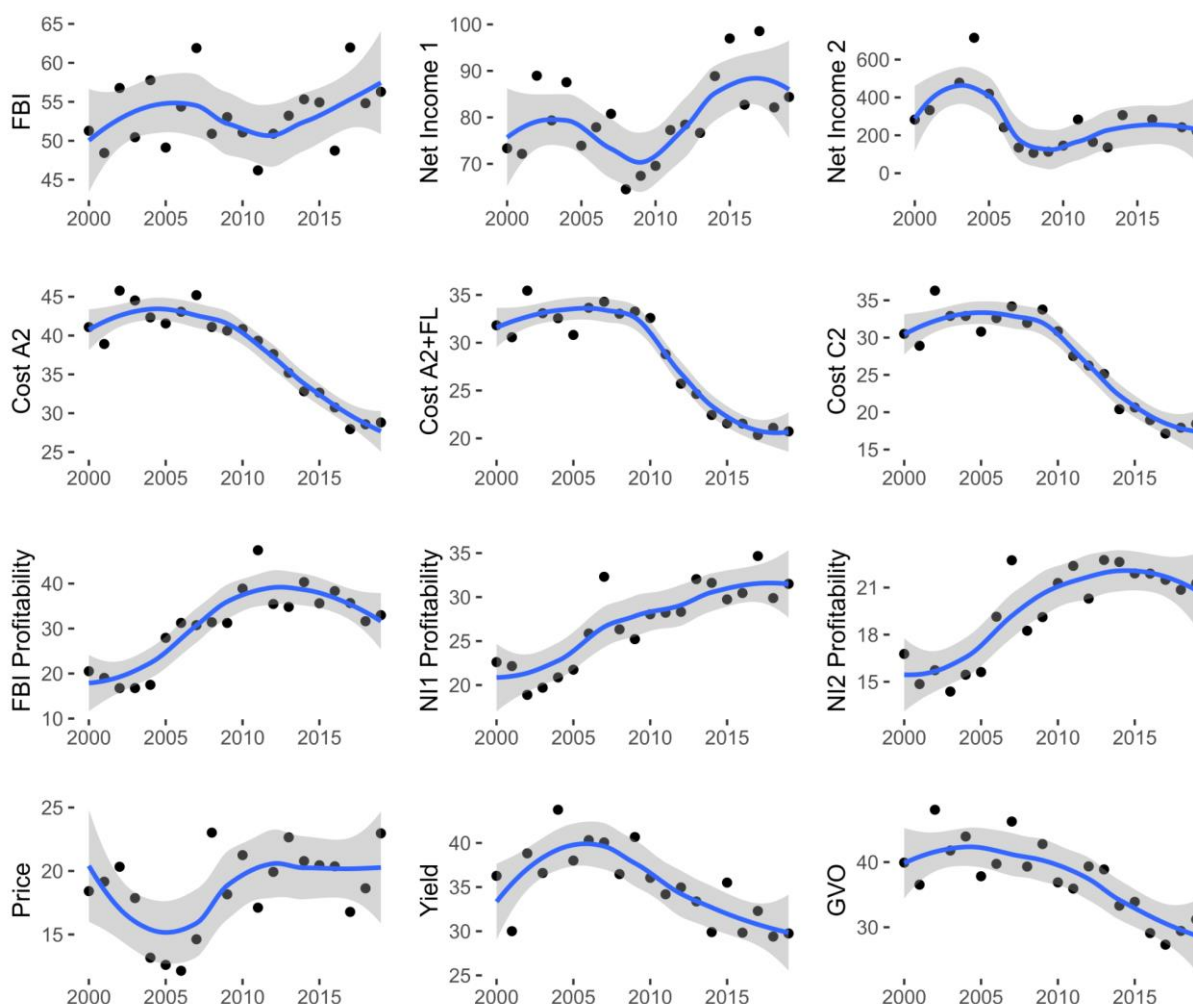 FBI
65
60
55
50
45
2000 2005 2010 2015
Net Income 1
100
90
80
70
2000 2005 2010 2015
Net Income 2
600
400
200
0
2000 2005 2010 2015
Cost A2
45
40
35
30
25
2000 2005 2010 2015
Cost A2+FL
35
30
25
20
2000 2005 2010 2015
Cost C2
35
30
25
20
15
2000 2005 2010 2015
FBI Profitability
40
30
20
10
2000 2005 2010 2015
NI1 Profitability
35
30
25
20
2000 2005 2010 2015
NI2 Profitability
21
18
15
2000 2005 2010 2015
Price
25
20
15
2000 2005 2010 2015
Yield
40
35
30
25
2000 2005 2010 2015
GVO
40
30
2000 2005 2010 2015